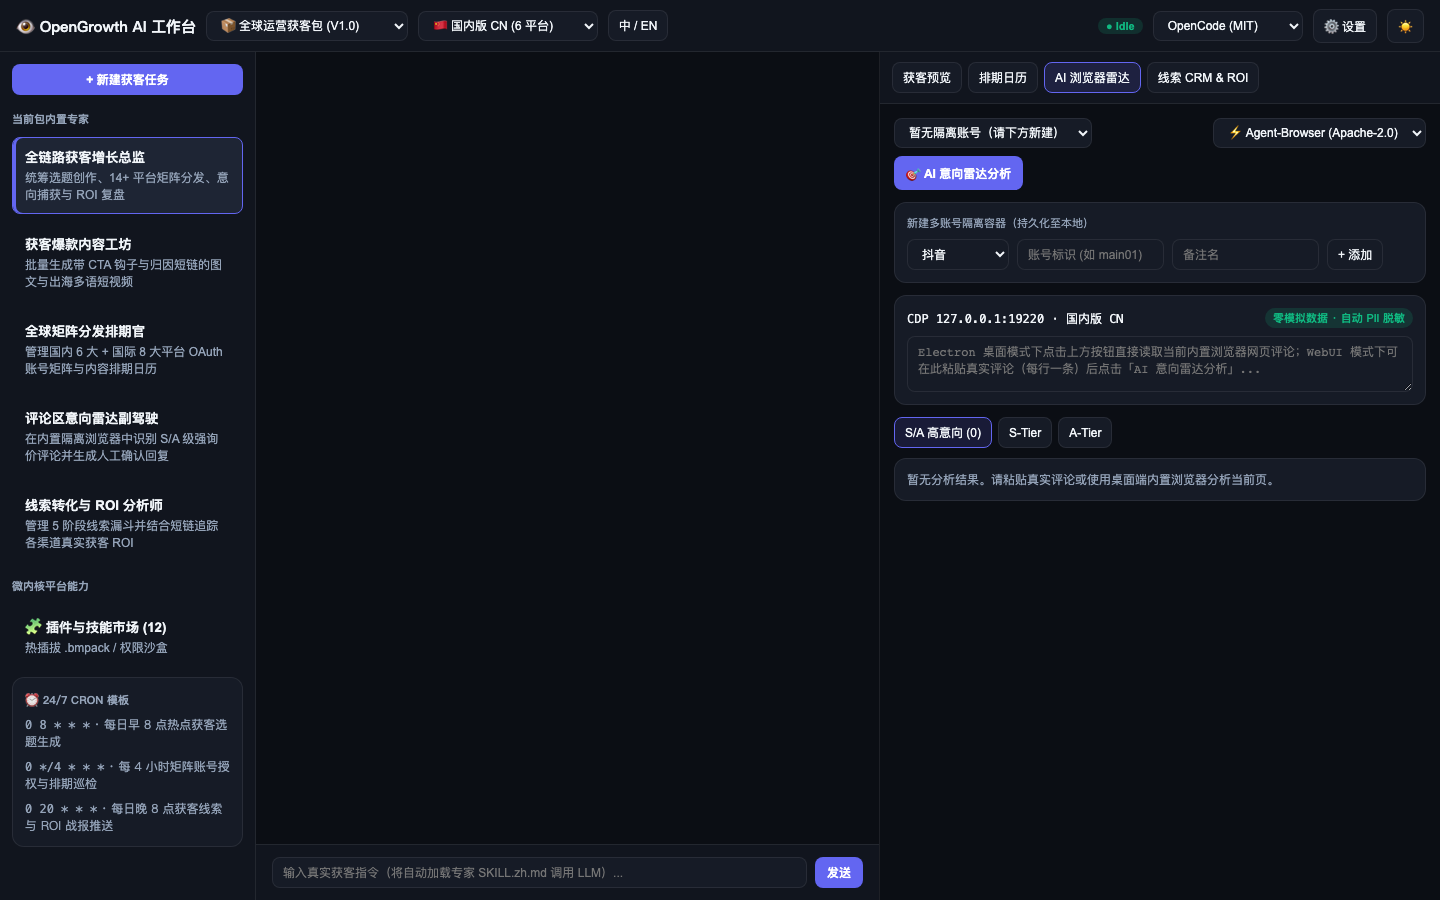 👁️ OpenGrowth AI 工作台
📦 全球运营获客包 (V1.0)
🇨🇳 国内版 CN (6 平台)
中 / EN
● Idle
OpenCode (MIT)
⚙️ 设置
☀️
+ 新建获客任务
当前包内置专家
全链路获客增长总监
统筹选题创作、14+ 平台矩阵分发、意
向捕获与 ROI 复盘
获客爆款内容工坊
批量生成带 CTA 钩子与归因短链的图
文与出海多语短视频
全球矩阵分发排期官
管理国内 6 大 + 国际 8 大平台 OAuth
账号矩阵与内容排期日历
评论区意向雷达副驾驶
在内置隔离浏览器中识别 S/A 级强询
价评论并生成人工确认回复
线索转化与 ROI 分析师
管理 5 阶段线索漏斗并结合短链追踪
各渠道真实获客 ROI
微内核平台能力
🧩 插件与技能市场 (12)
热插拔 .bmpack / 权限沙盒
⏰ 24/7 CRON 模板
0 8 * * * · 每日早 8 点热点获客选
题生成
0 */4 * * * · 每 4 小时矩阵账号授
权与排期巡检
0 20 * * * · 每日晚 8 点获客线索
与 ROI 战报推送
输入真实获客指令（将自动加载专家 SKILL.zh.md 调用 LLM）...
发送
获客预览
排期日历
AI 浏览器雷达
线索 CRM & ROI
暂无隔离账号（请下方新建）
⚡ Agent-Browser (Apache-2.0)
🎯 AI 意向雷达分析
新建多账号隔离容器（持久化至本地）
抖音
账号标识 (如 main01)
备注名
+ 添加
CDP 127.0.0.1:19220 · 国内版 CN
零模拟数据 · 自动 PII 脱敏
Electron 桌面模式下点击上方按钮直接读取当前内置浏览器网页评论；WebUI 模式下可
在此粘贴真实评论（每行一条）后点击「AI 意向雷达分析」...
S/A 高意向 (0)
S-Tier
A-Tier
暂无分析结果。请粘贴真实评论或使用桌面端内置浏览器分析当前页。